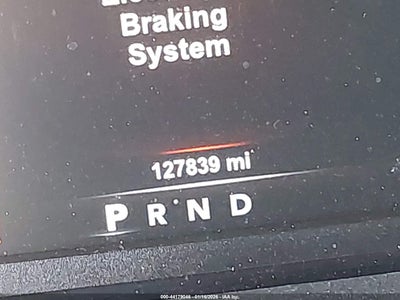 Braking
System
127839 mi
P R N D